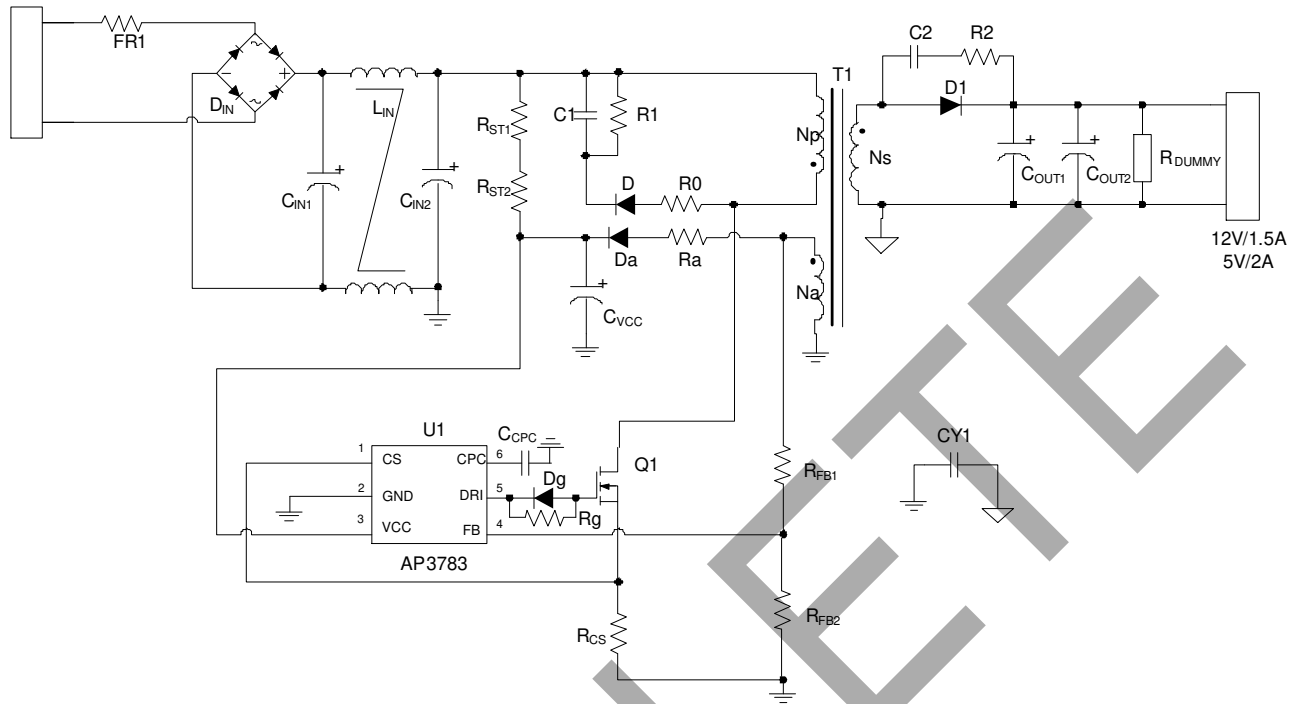 FR1
~
~
-
+
DIN
LIN
CIN1
+
CIN2
+
RST1
RST2
C1
R1
D
R0
Da
Ra
CVCC
+
T1
Np
Na
Ns
C2
R2
D1
COUT1
+
COUT2
+
RDUMMY
12V/1.5A
5V/2A
U1
1 CS
2 GND
3 VCC
CPC 6
DRI 5
FB 4
AP3783
CCPC
Dg
Rg
Q1
RCS
RFB1
RFB2
CY1
ETE